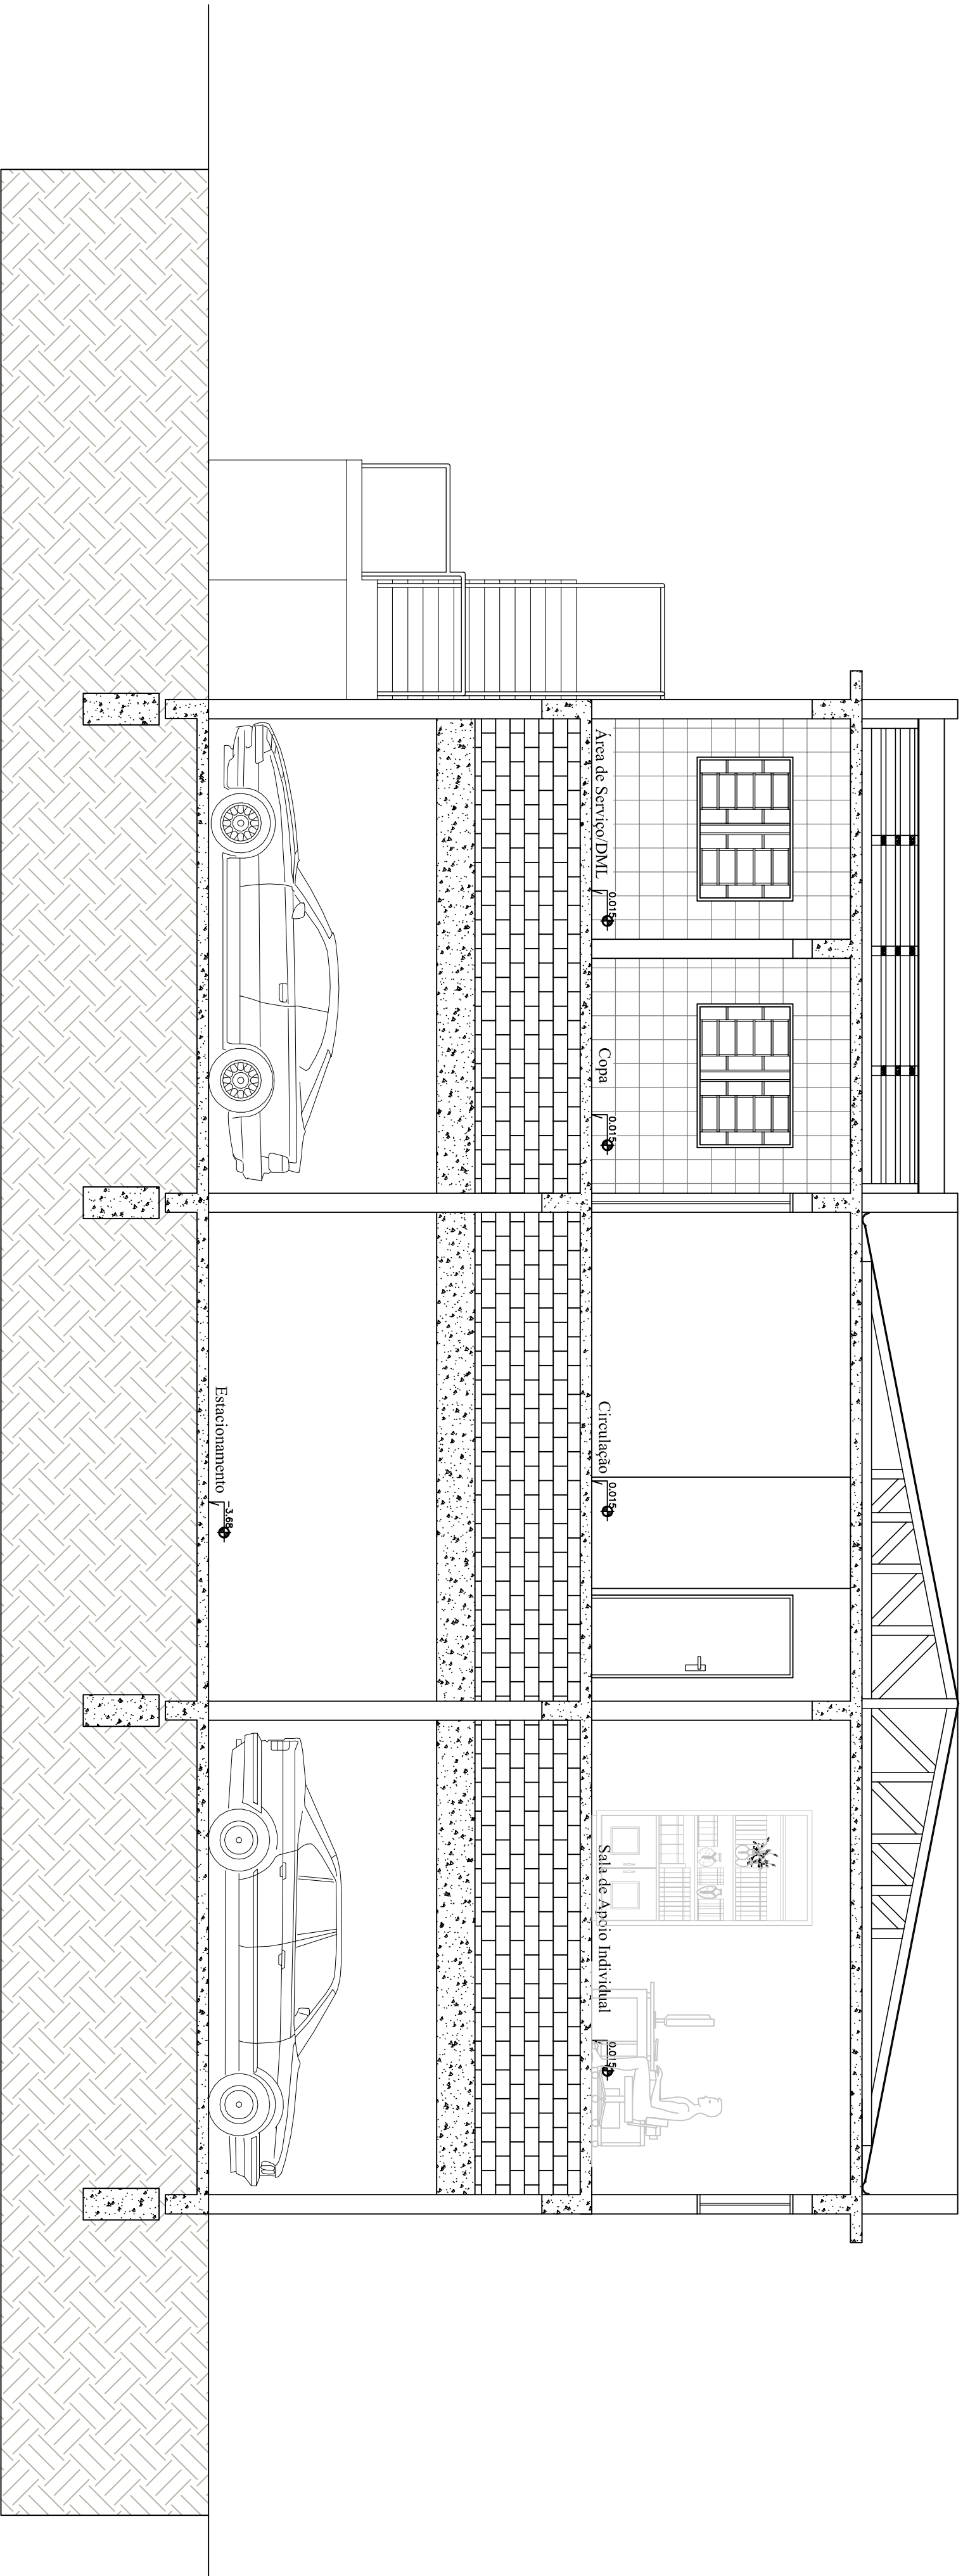 Área de Serviço/DML
0.015
Copa
0.015
Circulação
0.015
Sala de Apoio Individual
0.015
Estacionamento
-3.68